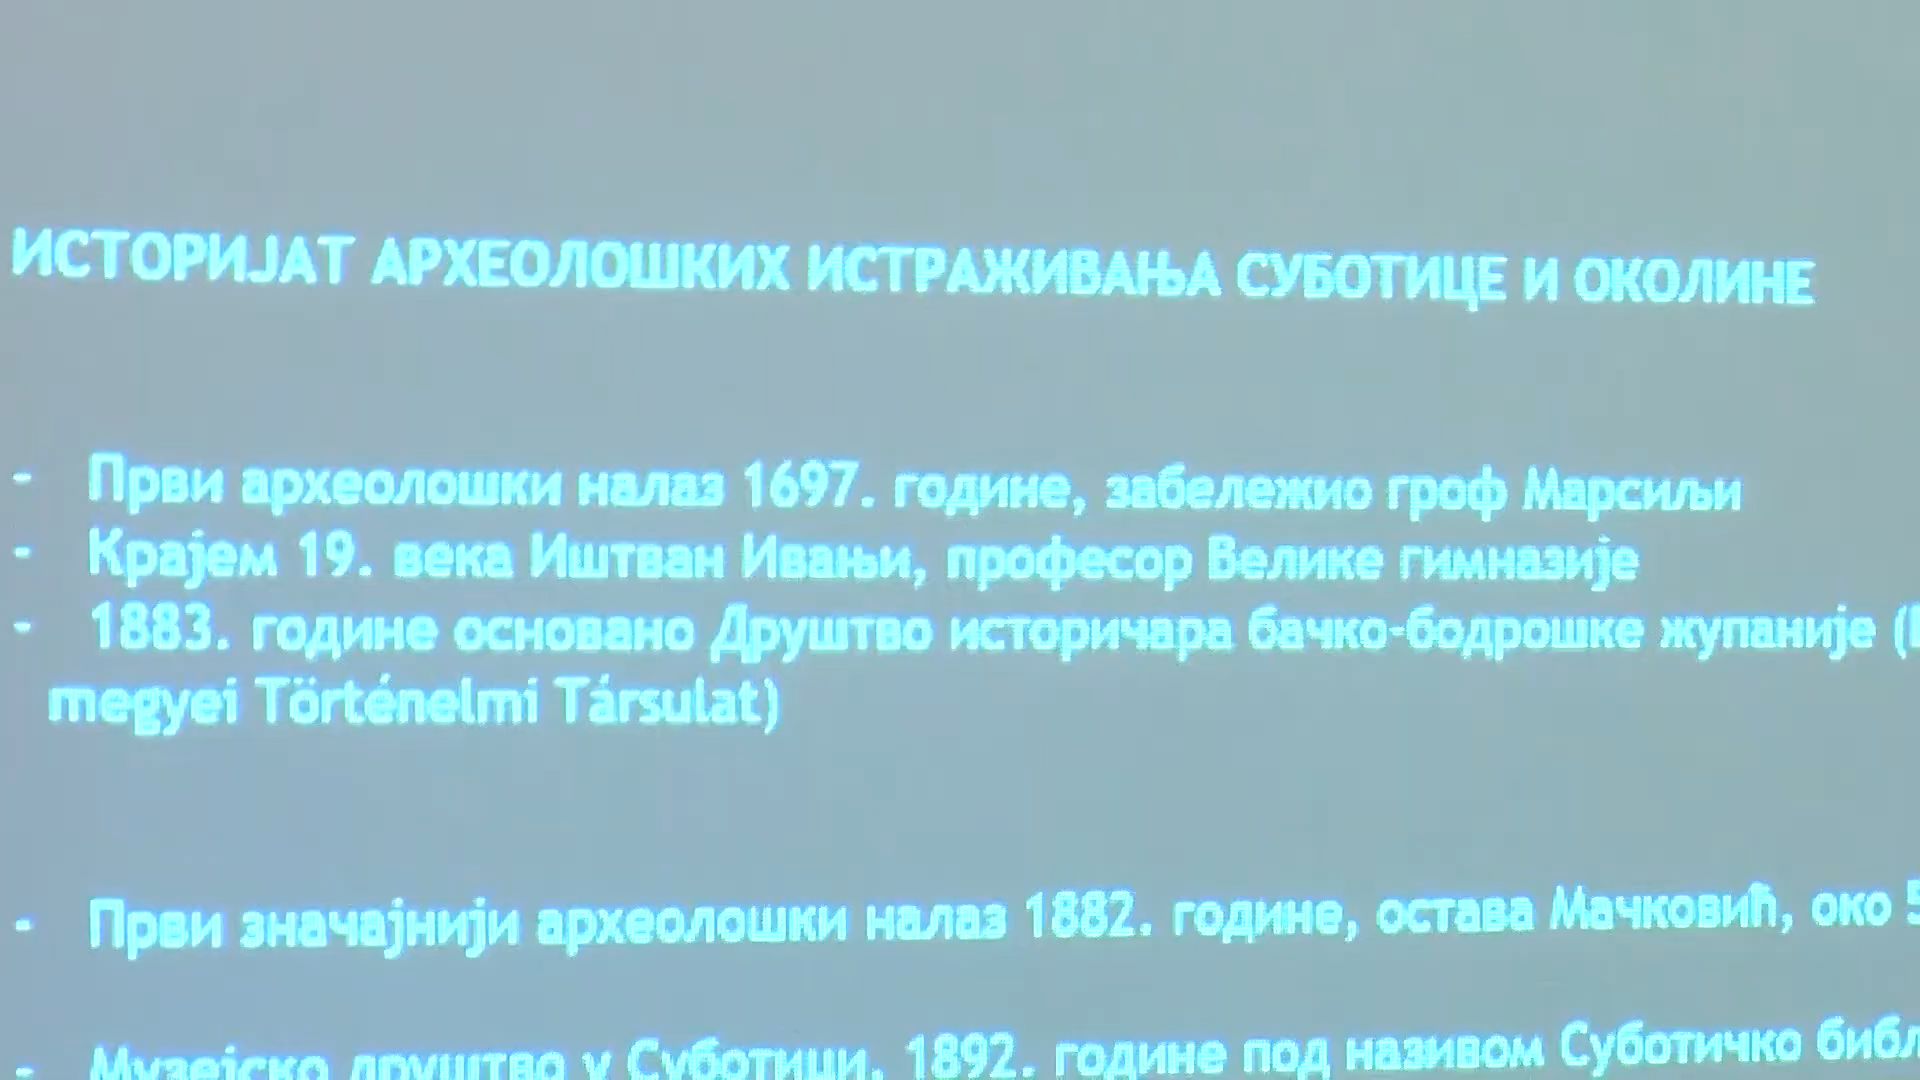 ИСТОРИЈАТ АРХЕОЛОШКИХ ИСТРАЖИВАЊА СУБОТИЦЕ И ОКОЛИНЕ
- Први археолошки налаз 1697. године, забележио гроф Марсиљи
- Крајем 19. века Иштван Ивањи, професор Велике гимназије
- 1883. године основано Друштво историчара бачко-бодрошке жупаније (
megyei Történelmi Társulat)
- Први значајнији археолошки налаз 1882. године, остава Мачковић, око
- Музејско друштво у Суботици, 1892. године под називом Суботичко